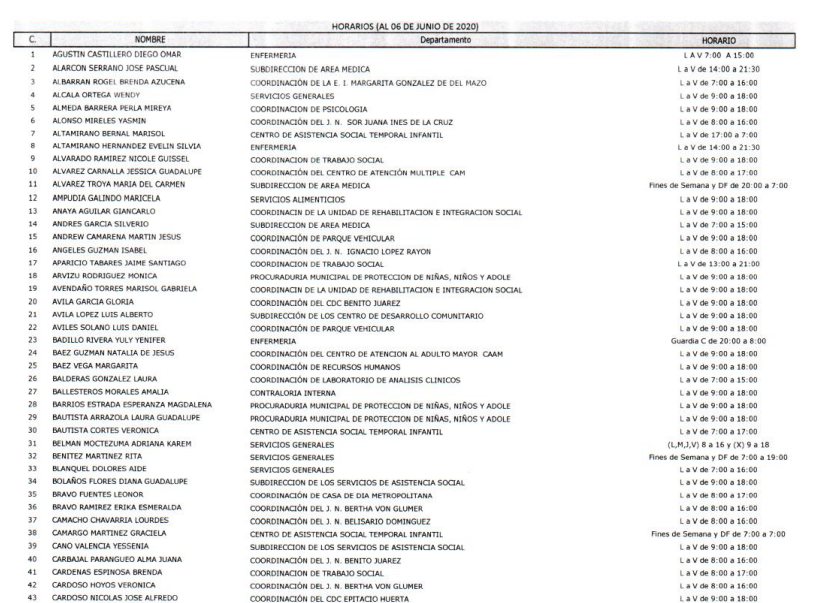 HORARIOS (AL 06 DE JUNIO DE 2020)
C. NOMBRE Departamento HORARIO
1 AGUSTIN CASTILLERO DIEGO OMAR ENFERMERIA L A V 7:00 A 15:00
2 ALARCON SERRANO JOSE PASCUAL SUBDIRECCION DE AREA MEDICA L a V de 14:00 a 21:30
3 ALBARRAN ROGEL BRENDA AZUCENA COORDINACIÓN DE LA E. I. MARGARITA GONZALEZ DE DEL MAZO L a V de 7:00 a 16:00
4 ALCALA ORTEGA WENDY SERVICIOS GENERALES L a V de 9:00 a 18:00
5 ALMEDA BARRERA PERLA MIREYA COORDINACION DE PSICOLOGIA L a V de 9:00 a 18:00
6 ALONSO MIRELES YASMIN COORDINACIÓN DEL J. N. SOR JUANA INES DE LA CRUZ L a V de 8:00 a 16:00
7 ALTAMIRANO BERNAL MARISOL CENTRO DE ASISTENCIA SOCIAL TEMPORAL INFANTIL L a V de 17:00 a 7:00
8 ALTAMIRANO HERNANDEZ EVELIN SILVIA ENFERMERIA L a V de 14:00 a 21:30
9 ALVARADO RAMIREZ NICOLE GUISSEL COORDINACION DE TRABAJO SOCIAL L a V de 9:00 a 18:00
10 ALVAREZ CARNALLA JESSICA GUADALUPE COORDINACIÓN DEL CENTRO DE ATENCIÓN MULTIPLE CAM L a V de 8:00 a 17:00
11 ALVAREZ TROYA MARIA DEL CARMEN SUBDIRECCION DE AREA MEDICA Fines de Semana y DF de 20:00 a 7:00
12 AMPUDIA GALINDO MARICELA SERVICIOS ALIMENTICIOS L a V de 9:00 a 18:00
13 ANAYA AGUILAR GIANCARLO COORDINACIN DE LA UNIDAD DE REHABILITACION E INTEGRACION SOCIAL L a V de 9:00 a 18:00
14 ANDRES GARCIA SILVERIO SUBDIRECCION DE AREA MEDICA L a V de 7:00 a 15:00
15 ANDREW CAMARENA MARTIN JESUS COORDINACIÓN DE PARQUE VEHICULAR L a V de 9:00 a 18:00
16 ANGELES GUZMAN ISABEL COORDINACIÓN DEL J. N. IGNACIO LOPEZ RAYON L a V de 8:00 a 16:00
17 APARICIO TABARES JAIME SANTIAGO COORDINACION DE TRABAJO SOCIAL L a V de 13:00 a 21:00
18 ARVIZU RODRIGUEZ MONICA PROCURADURIA MUNICIPAL DE PROTECCION DE NIÑAS, NIÑOS Y ADOLE L a V de 9:00 a 18:00
19 AVENDAÑO TORRES MARISOL GABRIELA COORDINACIN DE LA UNIDAD DE REHABILITACION E INTEGRACION SOCIAL L a V de 9:00 a 18:00
20 AVILA GARCIA GLORIA COORDINACIÓN DEL CDC BENITO JUAREZ L a V de 9:00 a 18:00
21 AVILA LOPEZ LUIS ALBERTO SUBDIRECCIÓN DE LOS CENTRO DE DESARROLLO COMUNITARIO L a V de 9:00 a 18:00
22 AVILES SOLANO LUIS DANIEL COORDINACIÓN DE PARQUE VEHICULAR L a V de 9:00 a 18:00
23 BADILLO RIVERA YULY YENIFER ENFERMERIA Guardia C de 20:00 a 8:00
24 BAEZ GUZMAN NATALIA DE JESUS COORDINACIÓN DEL CENTRO DE ATENCION AL ADULTO MAYOR CAAM L a V de 9:00 a 18:00
25 BAEZ VEGA MARGARITA COORDINACIÓN DE RECURSOS HUMANOS L a V de 9:00 a 18:00
26 BALDERAS GONZALEZ LAURA COORDINACIÓN DE LABORATORIO DE ANALISIS CLINICOS L a V de 7:00 a 15:00
27 BALLESTEROS MORALES AMALIA CONTRALORIA INTERNA L a V de 9:00 a 18:00
28 BARRIOS ESTRADA ESPERANZA MAGDALENA PROCURADURIA MUNICIPAL DE PROTECCION DE NIÑAS, NIÑOS Y ADOLE L a V de 9:00 a 18:00
29 BAUTISTA ARRAZOLA LAURA GUADALUPE PROCURADURIA MUNICIPAL DE PROTECCION DE NIÑAS, NIÑOS Y ADOLE L a V de 9:00 a 18:00
30 BAUTISTA CORTES VERONICA CENTRO DE ASISTENCIA SOCIAL TEMPORAL INFANTIL L a V de 7:00 a 17:00
31 BELMAN MOCTEZUMA ADRIANA KAREM SERVICIOS GENERALES (L,M,J,V) 8 a 16 y (X) 9 a 18
32 BENITEZ MARTINEZ RITA SERVICIOS GENERALES Fines de Semana y DF de 7:00 a 19:00
33 BLANQUEL DOLORES AIDE SERVICIOS GENERALES L a V de 7:00 a 16:00
34 BOLAÑOS FLORES DIANA GUADALUPE SUBDIRECCION DE LOS SERVICIOS DE ASISTENCIA SOCIAL L a V de 9:00 a 18:00
35 BRAVO FUENTES LEONOR COORDINACIÓN DE CASA DE DIA METROPOLITANA L a V de 8:00 a 17:00
36 BRAVO RAMIREZ ERIKA ESMERALDA COORDINACIÓN DEL J. N. BERTHA VON GLUMER L a V de 8:00 a 16:00
37 CAMACHO CHAVARRIA LOURDES COORDINACIÓN DEL J. N. BELISARIO DOMINGUEZ L a V de 8:00 a 16:00
38 CAMARGO MARTINEZ GRACIELA CENTRO DE ASISTENCIA SOCIAL TEMPORAL INFANTIL Fines de Semana y DF de 7:00 a 7:00
39 CANO VALENCIA YESSENIA SUBDIRECCION DE LOS SERVICIOS DE ASISTENCIA SOCIAL L a V de 9:00 a 18:00
40 CARBAJAL PARANGUEO ALMA JUANA COORDINACIÓN DEL J. N. BENITO JUAREZ L a V de 8:00 a 16:00
41 CARDENAS ESPINOSA BRENDA COORDINACION DE TRABAJO SOCIAL L a V de 8:00 a 17:00
42 CARDOSO HOYOS VERONICA COORDINACIÓN DEL J. N. BERTHA VON GLUMER L a V de 8:00 a 16:00
43 CARDOSO NICOLAS JOSE ALFREDO COORDINACIÓN DEL CDC EPITACIO HUERTA L a V de 9:00 a 18:00